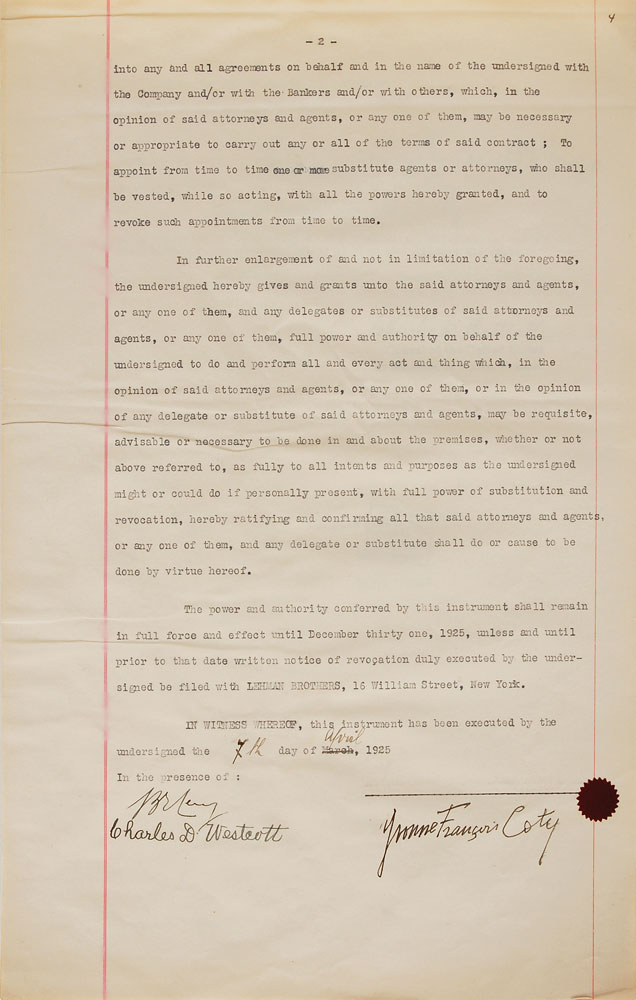 4
- 2 -
into any and all agreements on behalf and in the name of the undersigned with
the Company and/or with the Bankers and/or with others, which, in the
opinion of said attorneys and agents, or any one of them, may be necessary
or appropriate to carry out any or all of the terms of said contract ; To
appoint from time to time one or more substitute agents or attorneys, who shall
be vested, while so acting, with all the powers hereby granted, and to
revoke such appointments from time to time.
In further enlargement of and not in limitation of the foregoing,
the undersigned hereby gives and grants unto the said attorneys and agents,
or any one of them, and any delegates or substitutes of said attorneys and
agents, or any one of them, full power and authority on behalf of the
undersigned to do and perform all and every act and thing which, in the
opinion of said attorneys and agents, or any one of them, or in the opinion
of any delegate or substitute of said attorneys and agents, may be requisite,
advisable or necessary to be done in and about the premises, whether or not
above referred to, as fully to all intents and purposes as the undersigned
might or could do if personally present, with full power of substitution and
revocation, hereby ratifying and confirming all that said attorneys and agents,
or any one of them, and any delegate or substitute shall do or cause to be
done by virtue hereof.
The power and authority conferred by this instrument shall remain
in full force and effect until December thirty one, 1925, unless and until
prior to that date written notice of revocation duly executed by the under-
signed be filed with LEHMAN BROTHERS, 16 William Street, New York.
IN WITNESS WHEREOF, this instrument has been executed by the
April
undersigned the 7th day of March, 1925
In the presence of :
Charles D Westcott
Yvonne François Coty